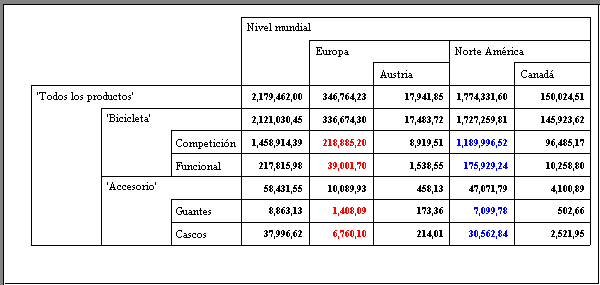 Nivel mundial
Europa Norte América
Austria Canadá
'Todos los productos' 2,179,462,00 346,764,23 17,941,85 1,774,331,60 150,024,51
'Bicicleta' 2,121,030,45 336,674,30 17,483,72 1,727,259,81 145,923,62
Competición 1,458,914,39 218,885,20 8,919,51 1,189,996,52 96,485,17
Funcional 217,815,98 39,001,70 1,538,55 175,929,24 10,258,80
'Accesorio' 58,431,55 10,089,93 458,13 47,071,79 4,100,89
Guantes 8,863,13 1,408,09 173,36 7,099,78 502,66
Cascos 37,996,62 6,760,10 214,01 30,562,84 2,521,95